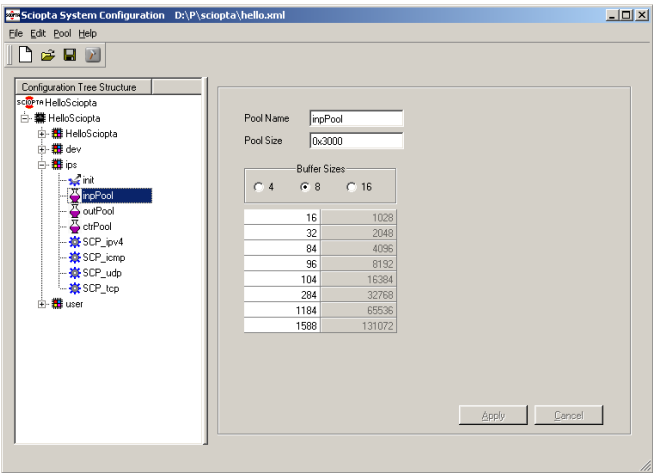 Sciopta System Configuration D:\P\sciopta\hello.xml
File Edit Pool Help
Configuration Tree Structure
SCIOPTA HelloSciopta
HelloSciopta
HelloSciopta
dev
ips
init
inpPool
outPool
ctrPool
SCP_ipv4
SCP_icmp
SCP_udp
SCP_tcp
user
Pool Name inpPool
Pool Size 0x3000
Buffer Sizes
4 8 16
16 1028
32 2048
84 4096
96 8192
104 16384
284 32768
1184 65536
1588 131072
Apply Cancel